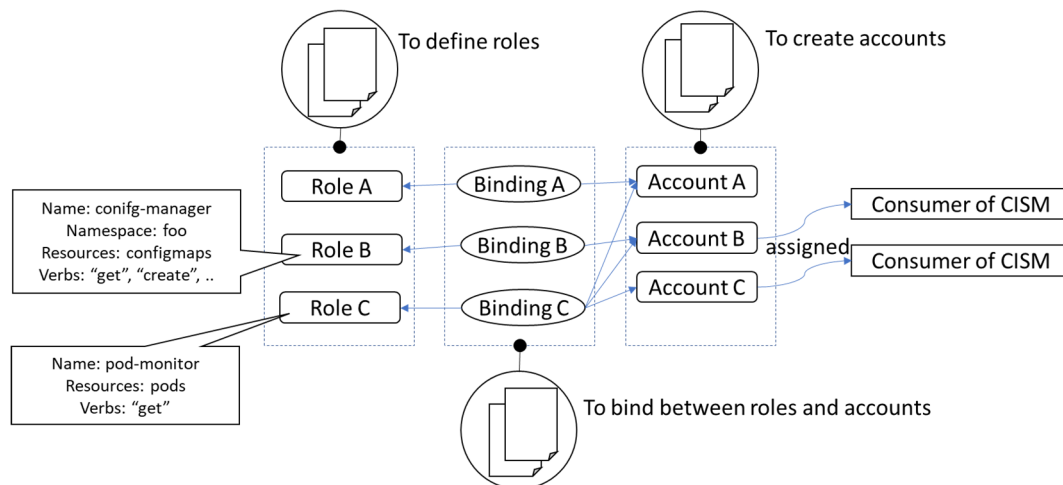 To define roles
To create accounts
Role A
Binding A
Account A
Name: conifg-manager
Namespace: foo
Resources: configmaps
Verbs: “get”, “create”, ..
Role B
Binding B
Account B
assigned
Consumer of CISM
Consumer of CISM
Role C
Binding C
Account C
Name: pod-monitor
Resources: pods
Verbs: “get”
To bind between roles and accounts